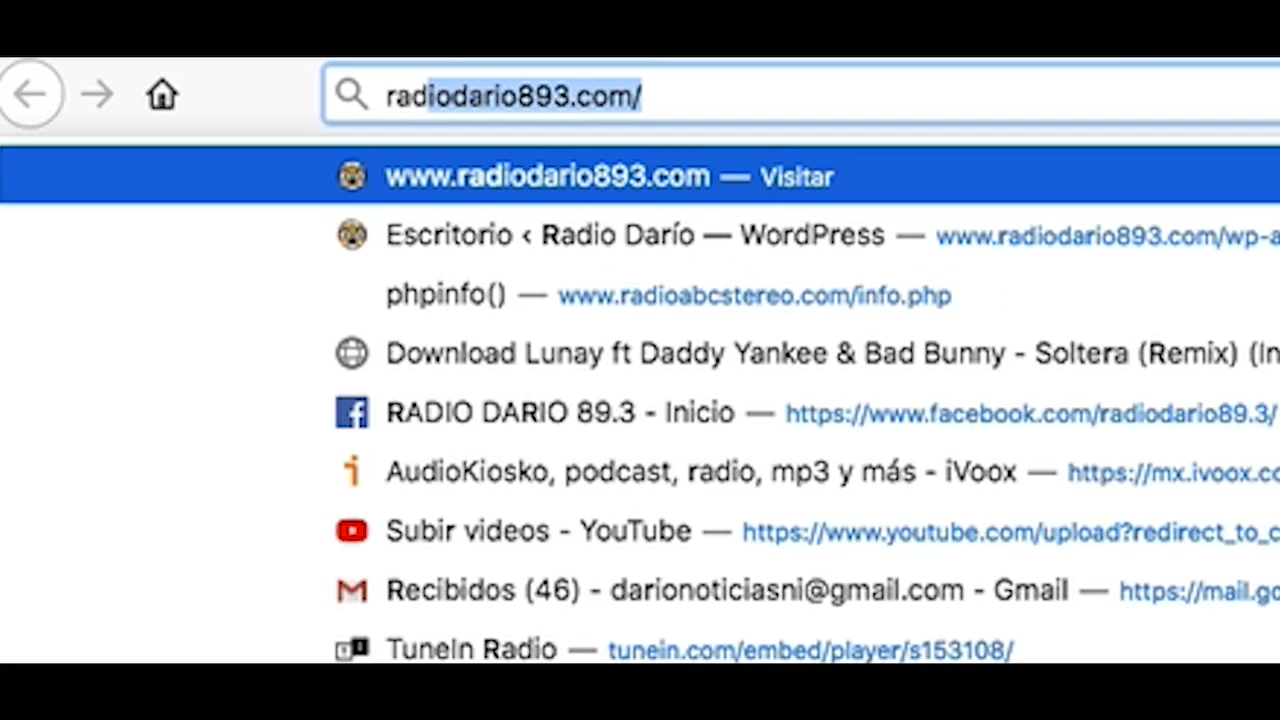 radiodario893.com/
www.radiodario893.com — Visitar
Escritorio ‹ Radio Darío — WordPress — www.radiodario893.com/wp-a
phpinfo() — www.radioabcstereo.com/info.php
Download Lunay ft Daddy Yankee & Bad Bunny - Soltera (Remix) (In
RADIO DARIO 89.3 - Inicio — https://www.facebook.com/radiodario89.3/
AudioKiosko, podcast, radio, mp3 y más - iVoox — https://mx.ivoox.co
Subir videos - YouTube — https://www.youtube.com/upload?redirect_to_c
Recibidos (46) - darionoticiasni@gmail.com - Gmail — https://mail.go
TuneIn Radio — tunein.com/embed/player/s153108/